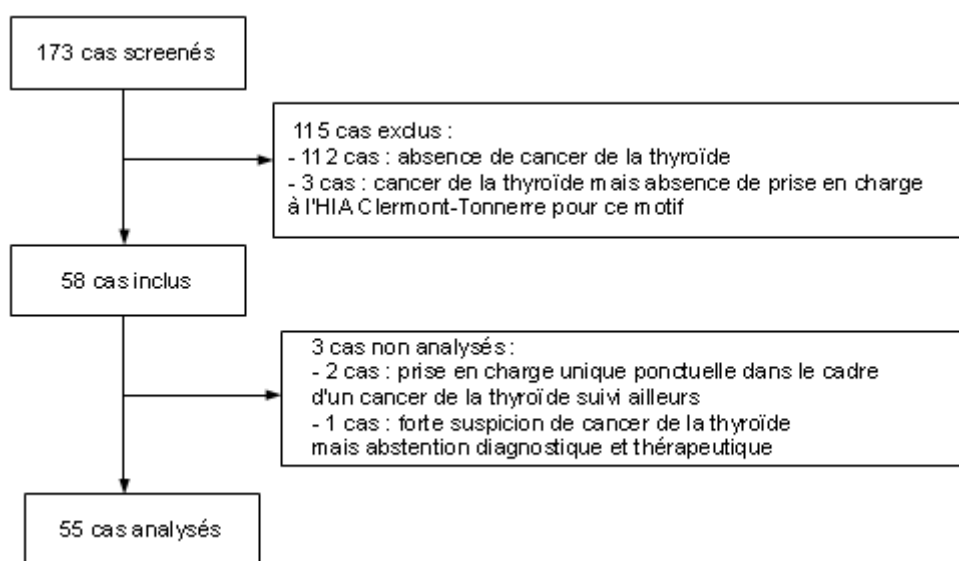 173 cas screenés
115 cas exclus :
- 112 cas : absence de cancer de la thyroïde
- 3 cas : cancer de la thyroïde mais absence de prise en charge
à l'HIA Clermont-Tonnerre pour ce motif
58 cas inclus
3 cas non analysés :
- 2 cas : prise en charge unique ponctuelle dans le cadre
d'un cancer de la thyroïde suivi ailleurs
- 1 cas : forte suspicion de cancer de la thyroïde
mais abstention diagnostique et thérapeutique
55 cas analysés